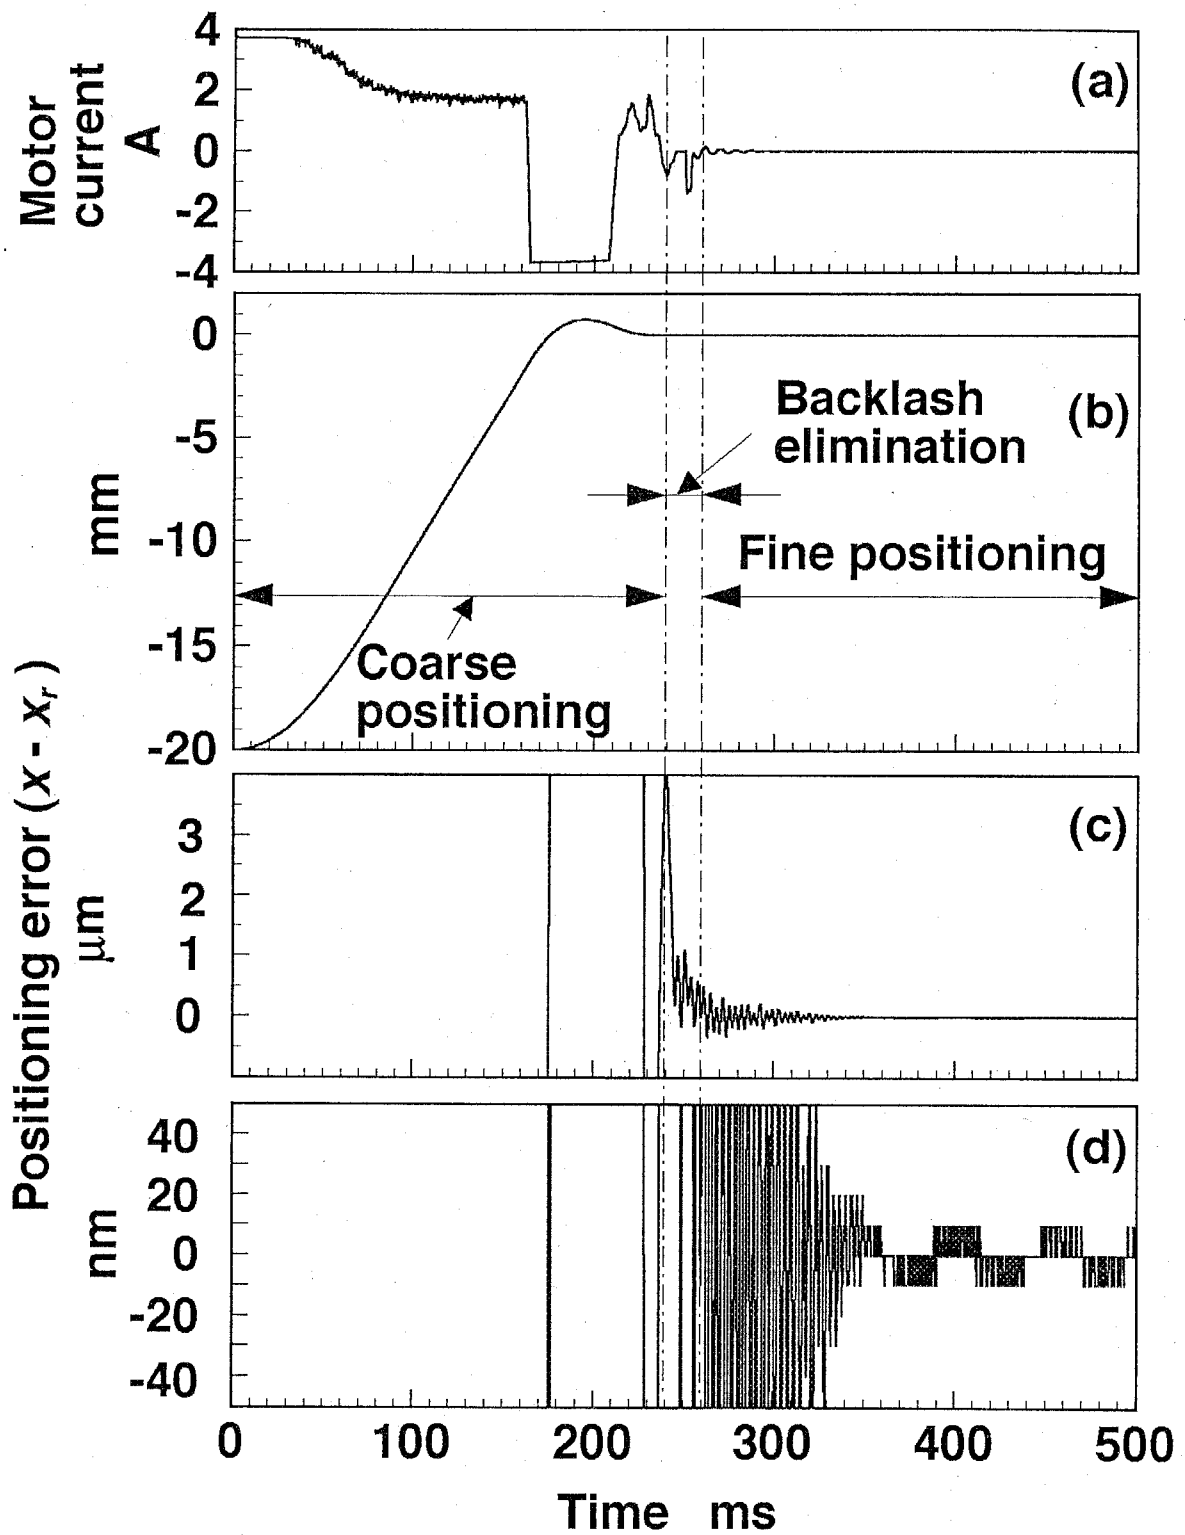 Motor
current
A
4
2
0
-2
-4
(a)
Positioning error (x - xr)
mm
0
-5
-10
-15
-20
(b)
Backlash
elimination
Fine positioning
Coarse
positioning
μm
3
2
1
0
(c)
nm
40
20
0
-20
-40
(d)
0 100 200 300 400 500
Time ms